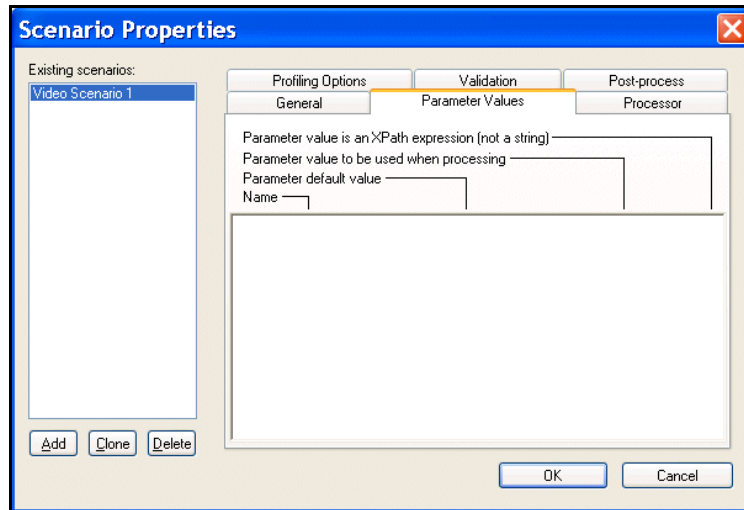 Scenario Properties
Existing scenarios:
Video Scenario 1
Add Clone Delete
Profiling Options Validation Post-process
General Parameter Values Processor
Parameter value is an XPath expression (not a string)
Parameter value to be used when processing
Parameter default value
Name
OK Cancel